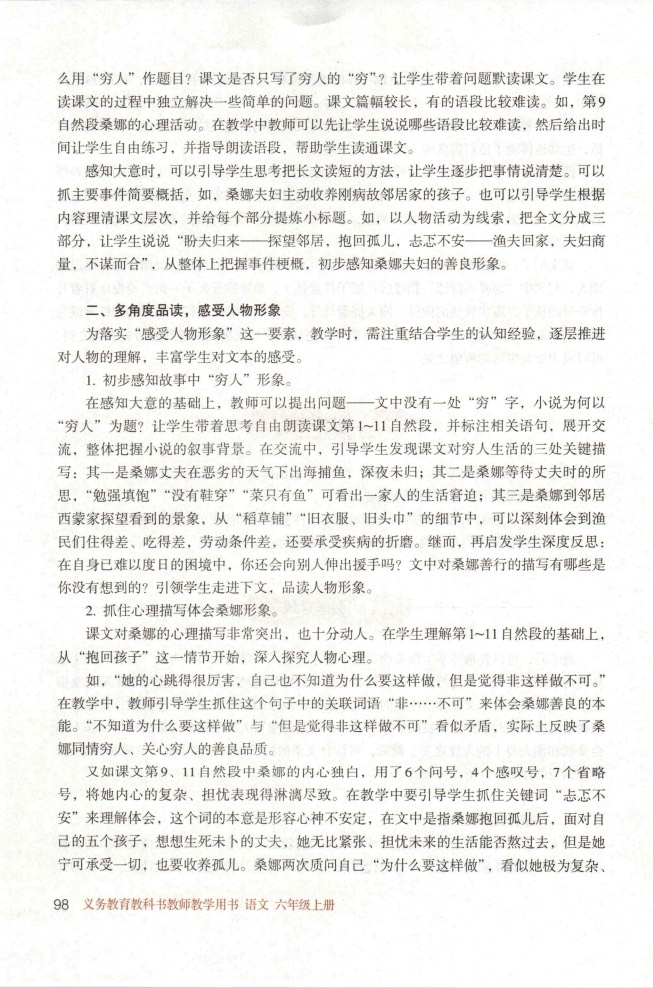 么用“穷人”作题目？课文是否只写了穷人的“穷”？让学生带着问题默读课文。学生在
读课文的过程中独立解决一些简单的问题。课文篇幅较长，有的语段比较难读。如，第9
自然段桑娜的心理活动。在教学中教师可以先让学生说说哪些语段比较难读，然后给出时
间让学生自由练习，并指导朗读语段，帮助学生读通课文。
感知大意时，可以引导学生思考把长文读短的方法，让学生逐步把事情说清楚。可以
抓主要事件简要概括，如，桑娜夫妇主动收养刚病故邻居家的孩子。也可以引导学生根据
内容理清课文层次，并给每个部分提炼小标题。如，以人物活动为线索，把全文分成三
部分，让学生说说“盼夫归来——探望邻居，抱回孤儿，忐忑不安——渔夫回家，夫妇商
量，不谋而合”，从整体上把握事件梗概，初步感知桑娜夫妇的善良形象。
二、多角度品读，感受人物形象
为落实“感受人物形象”这一要素，教学时，需注重结合学生的认知经验，逐层推进
对人物的理解，丰富学生对文本的感受。
1. 初步感知故事中“穷人”形象。
在感知大意的基础上，教师可以提出问题——文中没有一处“穷”字，小说为何以
“穷人”为题？让学生带着思考自由朗读课文第1~11自然段，并标注相关语句，展开交
流，整体把握小说的叙事背景。在交流中，引导学生发现课文对穷人生活的三处关键描
写：其一是桑娜丈夫在恶劣的天气下出海捕鱼，深夜未归；其二是桑娜等待丈夫时的所
思，“勉强填饱”“没有鞋穿”“菜只有鱼”可看出一家人的生活窘迫；其三是桑娜到邻居
西蒙家探望看到的景象，从“稻草铺”“旧衣服、旧头巾”的细节中，可以深刻体会到渔
民们住得差、吃得差，劳动条件差，还要承受疾病的折磨。继而，再启发学生深度反思：
在自身已难以度日的困境中，你还会向别人伸出援手吗？文中对桑娜善行的描写有哪些是
你没有想到的？引领学生走进下文，品读人物形象。
2. 抓住心理描写体会桑娜形象。
课文对桑娜的心理描写非常突出，也十分动人。在学生理解第1~11自然段的基础上，
从“抱回孩子”这一情节开始，深入探究人物心理。
如，“她的心跳得很厉害，自己也不知道为什么要这样做，但是觉得非这样做不可。”
在教学中，教师要引导学生抓住这个句子中的关联词语“非……不可”来体会桑娜善良的本
能。“不知道为什么要这样做”与“但是觉得非这样做不可”看似矛盾，实际上反映了桑
娜同情穷人、关心穷人的善良品质。
又如课文第9、11自然段中桑娜的内心独白，用了6个问号，4个感叹号，7个省略
号，将她内心的复杂、担忧表现得淋漓尽致。在教学中要引导学生抓住关键词“忐忑不
安”来理解体会，这个词的本意是形容心神不安定，在文中是指桑娜抱回孤儿后，面对自
己的五个孩子，想想生死未卜的丈夫，她无比紧张、担忧未来的生活能否熬过去，但是她
宁可承受一切，也要收养孤儿。桑娜两次质问自己“为什么要这样做”，看似她极为复杂、
98 义务教育教科书教师教学用书 语文 六年级上册